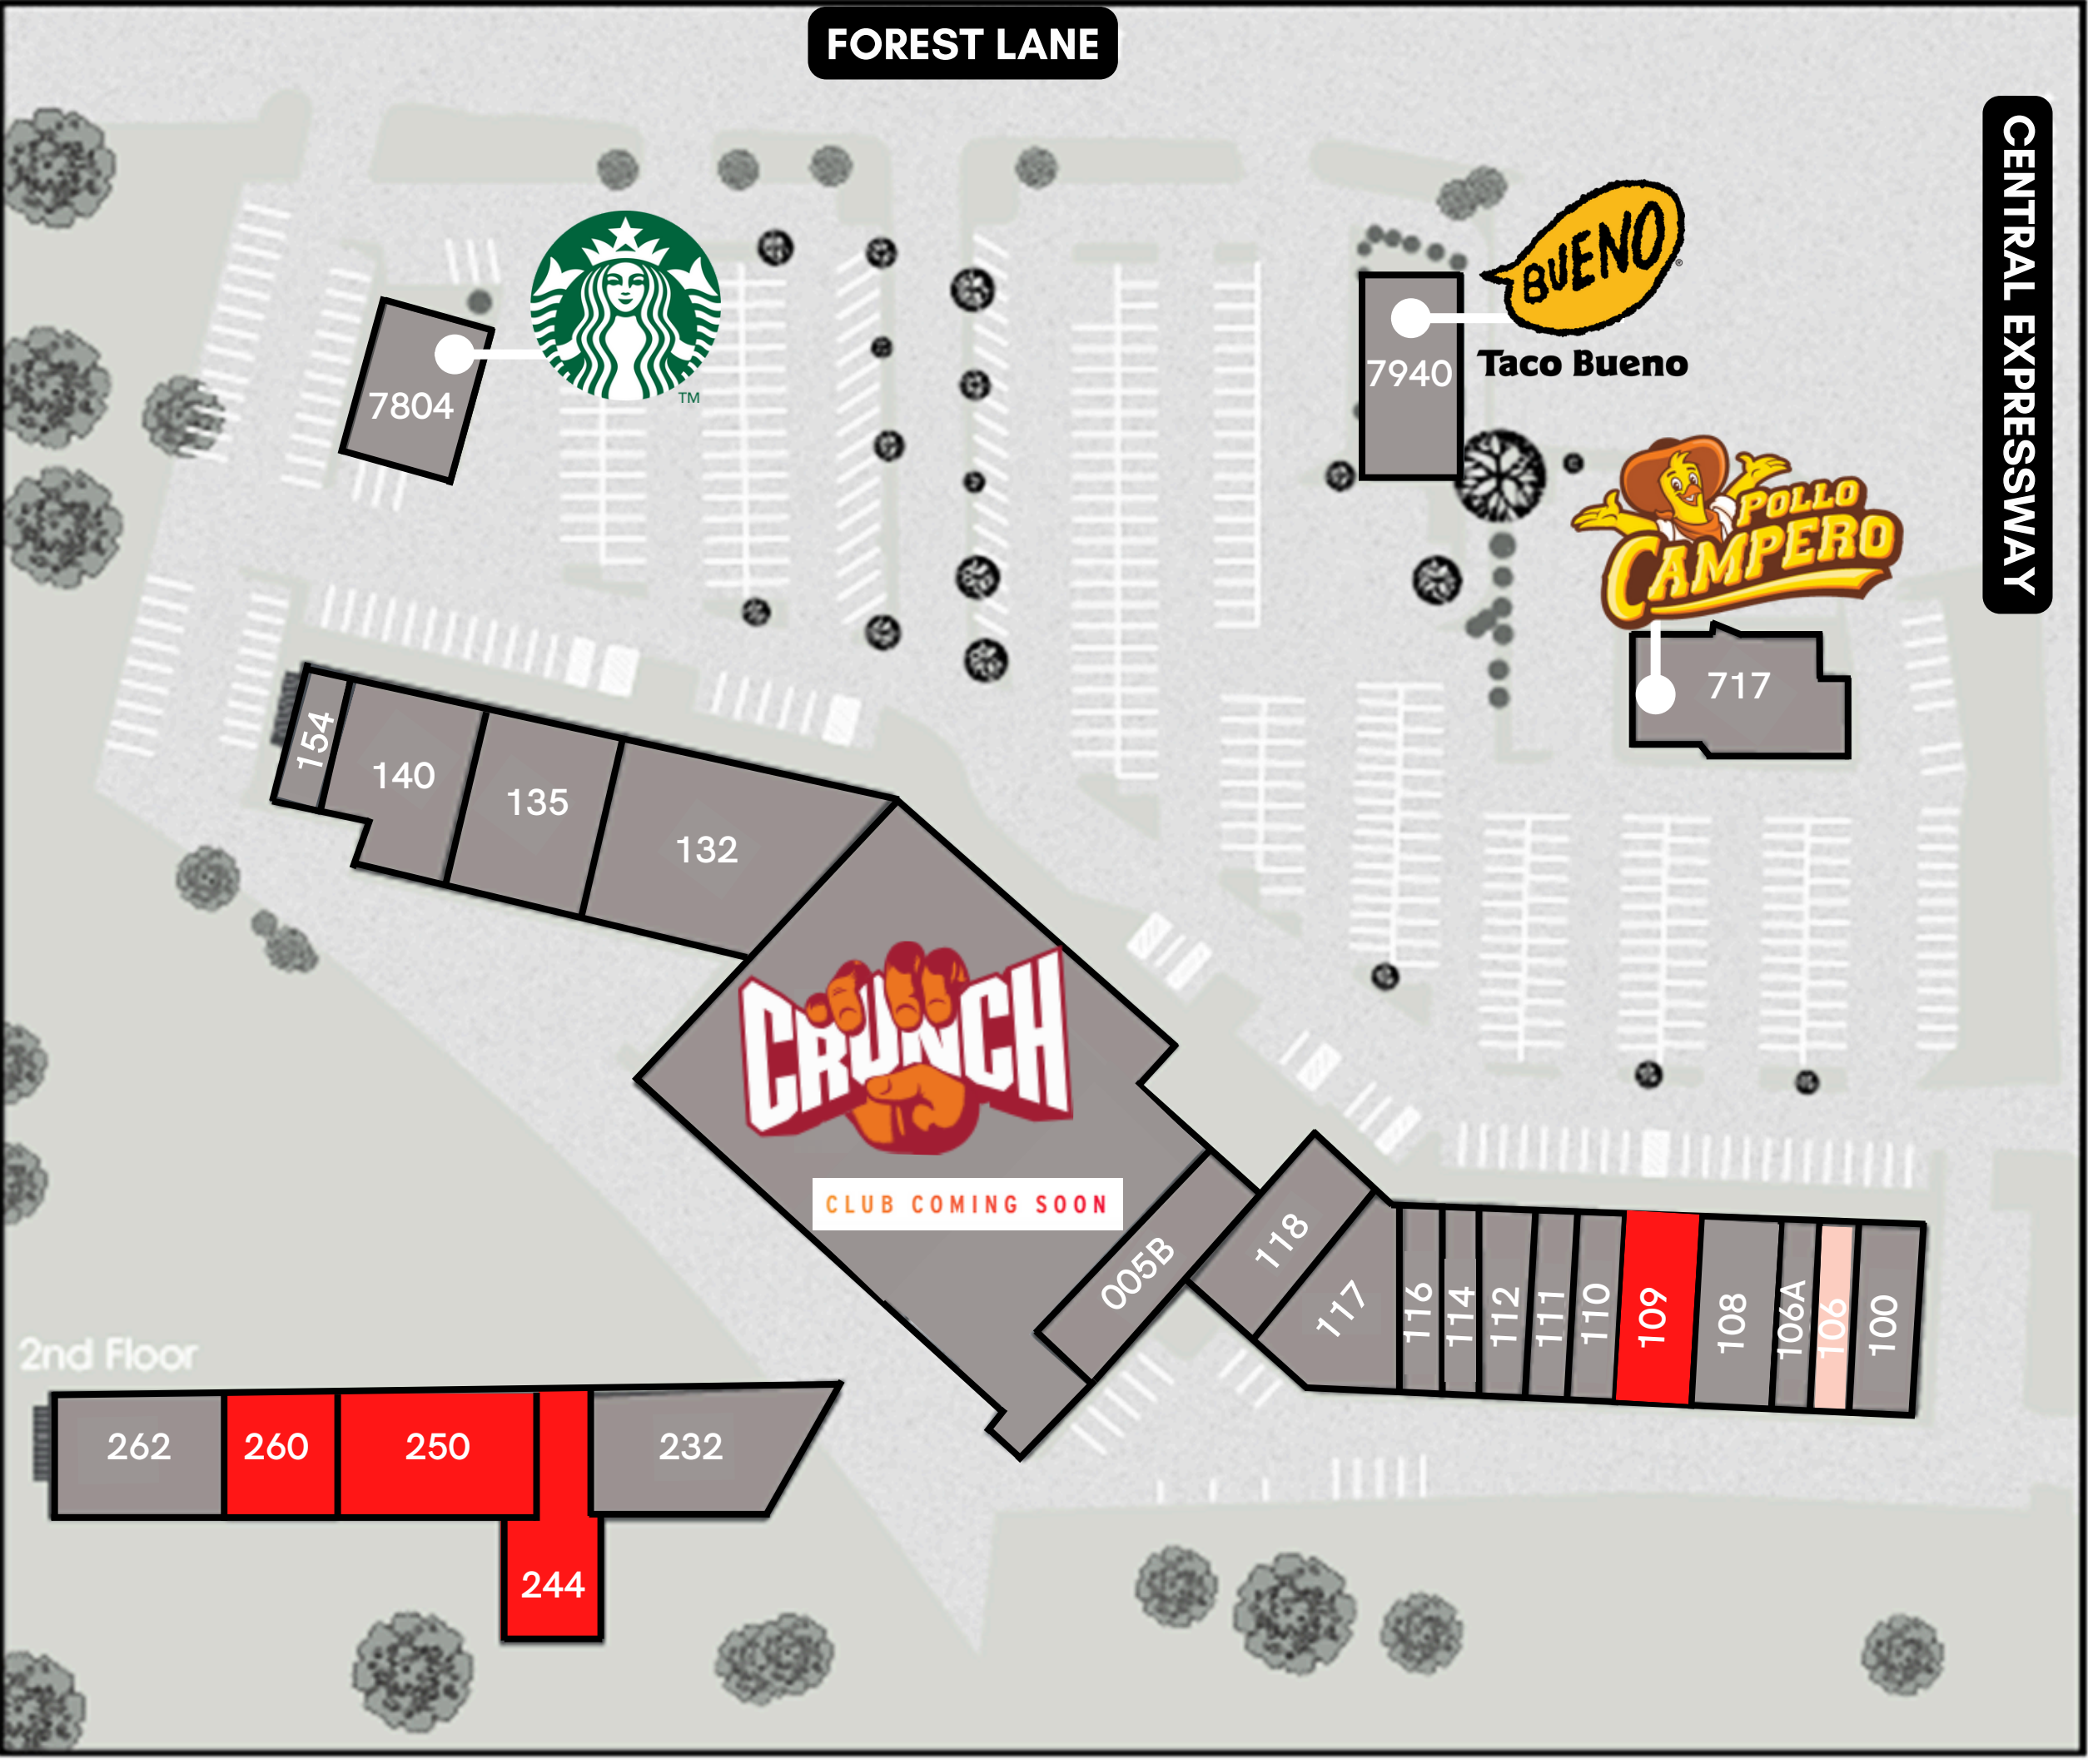 FOREST LANE
CENTRAL EXPRESSWAY
BUENO
®
Taco Bueno
7940
7804
TM
POLLO
CAMPERO
717
154
140
135
132
CRUNCH
CLUB COMING SOON
005B
118
117
116
114
112
111
110
109
108
106A
106
100
2nd Floor
262
260
250
232
244